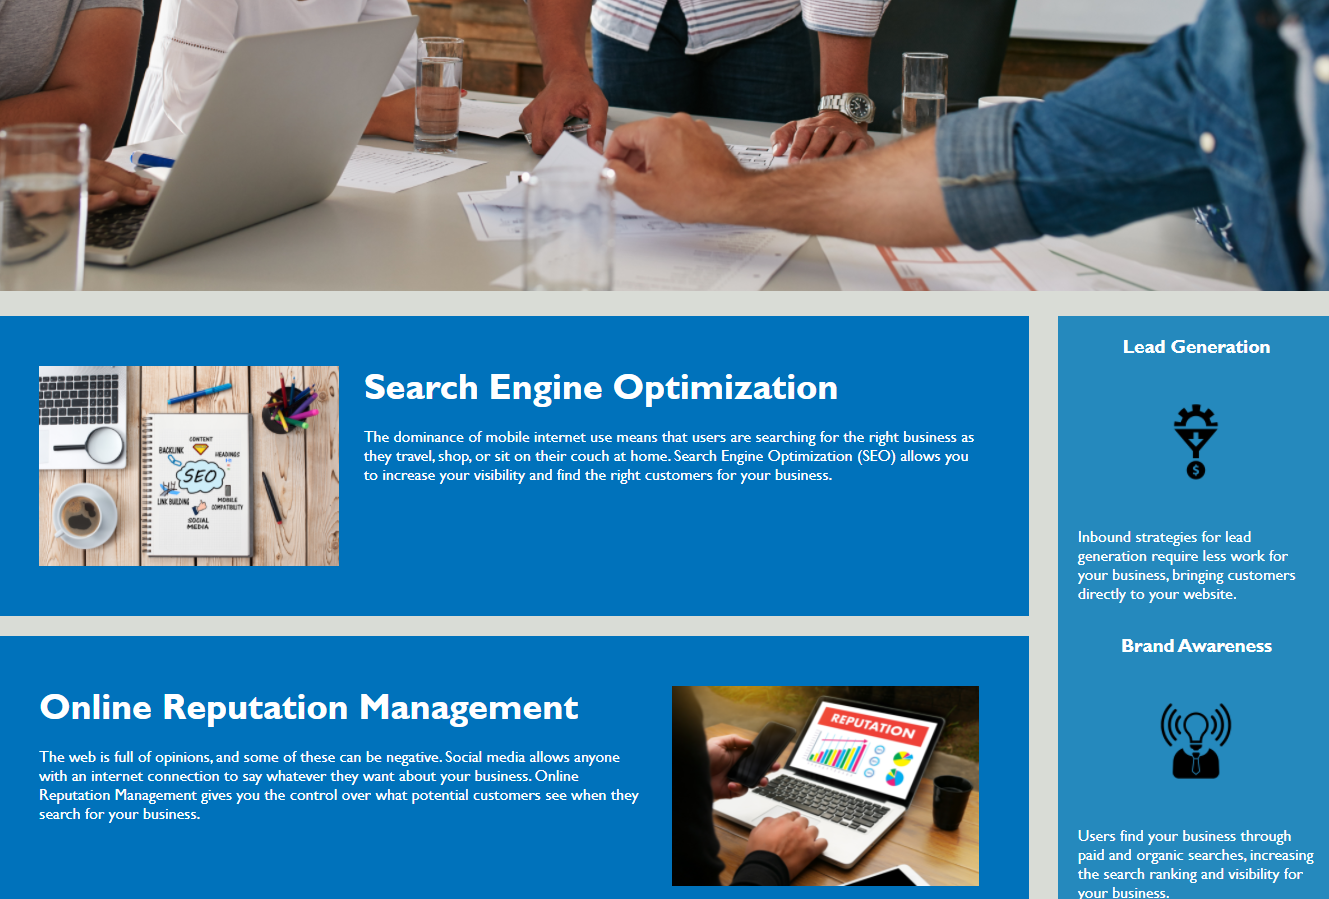 Search Engine Optimization
The dominance of mobile internet use means that users are searching for the right business as
they travel, shop, or sit on their couch at home. Search Engine Optimization (SEO) allows you
to increase your visibility and find the right customers for your business.
CONTENT
BACKLINK
HEADINGS
SEO
LINK BUILDING
MOBILE
COMPATIBILITY
SOCIAL
MEDIA
Online Reputation Management
The web is full of opinions, and some of these can be negative. Social media allows anyone
with an internet connection to say whatever they want about your business. Online
Reputation Management gives you the control over what potential customers see when they
search for your business.
REPUTATION
Lead Generation
$
Inbound strategies for lead
generation require less work for
your business, bringing customers
directly to your website.
Brand Awareness
Users find your business through
paid and organic searches, increasing
the search ranking and visibility for
your business.